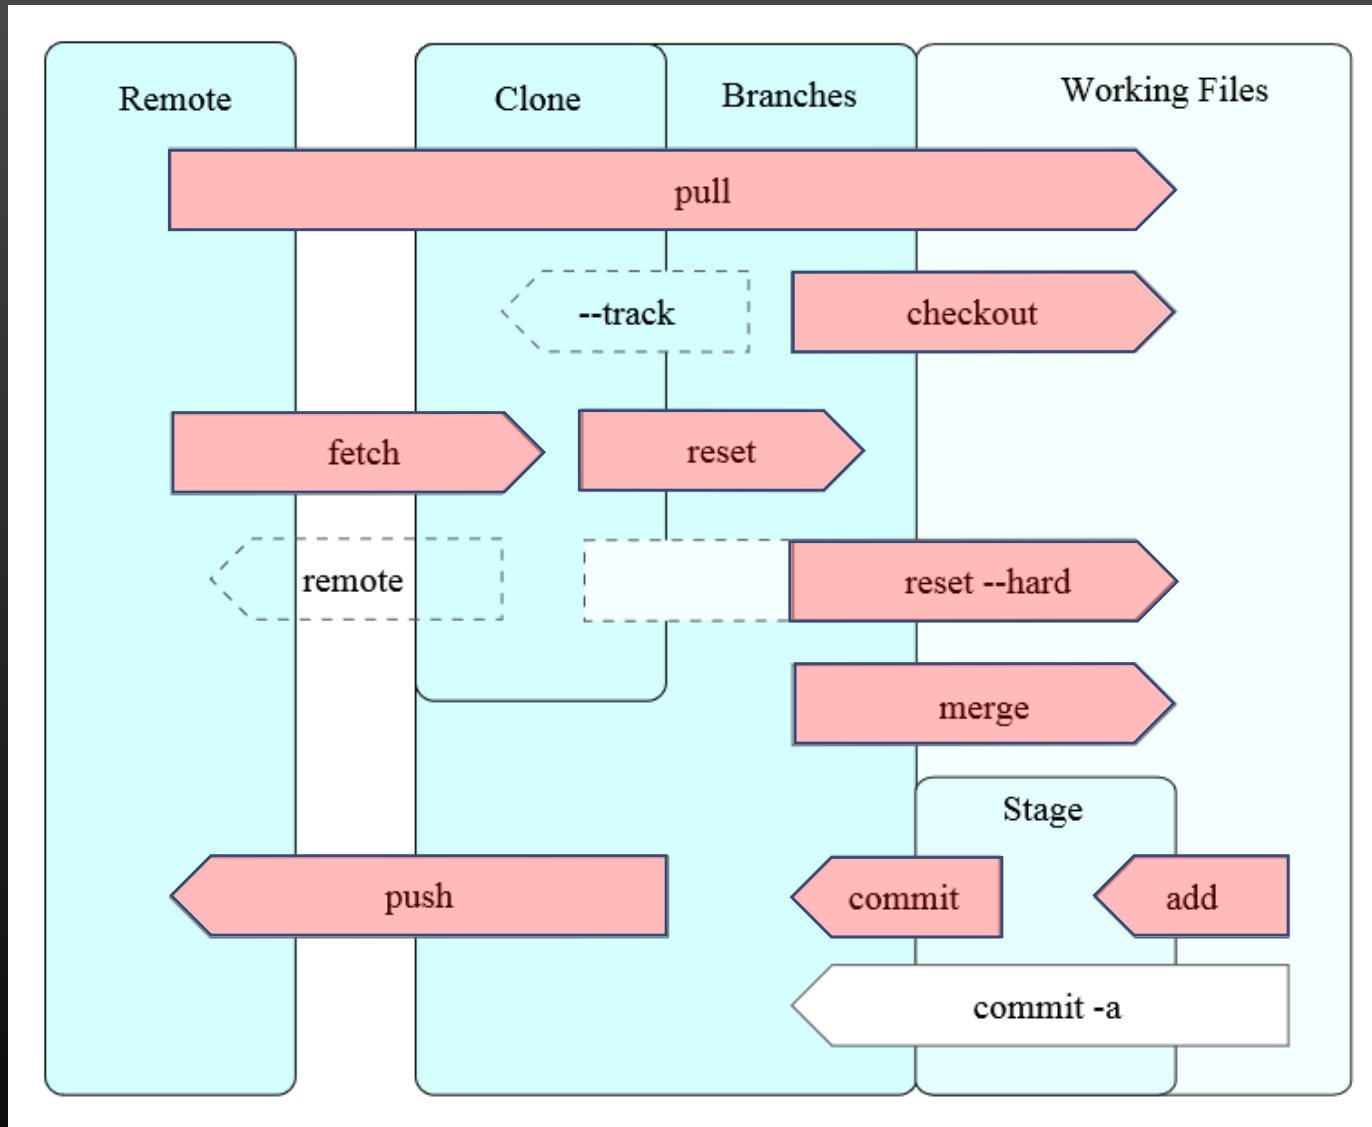 Remote
Clone
Branches
Working Files
pull
--track
checkout
fetch
reset
remote
reset --hard
merge
Stage
push
commit
add
commit -a